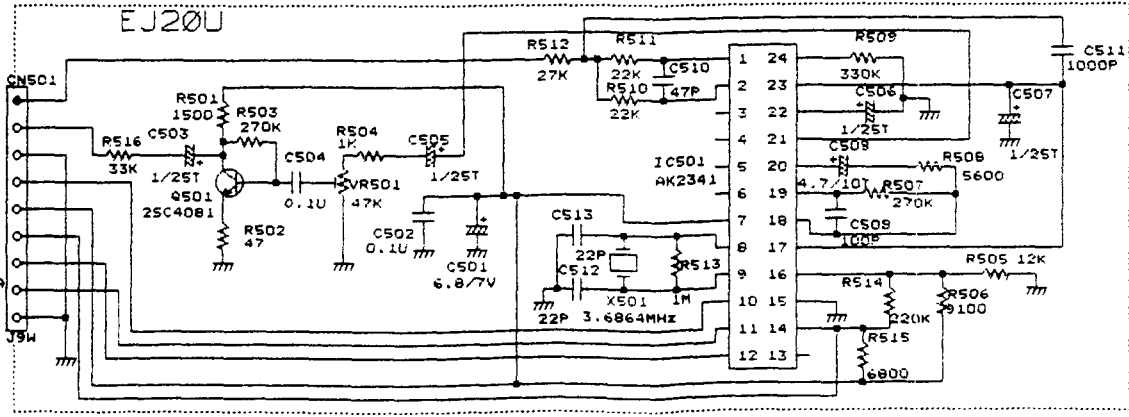 EJ20U
CN501
J9W
R501
1500
R503
270K
R516
33K
C503
1/25T
Q501
2SC4081
R502
47
C504
0.1U
R504
1K
VR501
47K
C505
1/25T
C502
0.1U
C501
6.8/7V
R512
27K
R511
22K
R510
22K
C510
47P
C513
22P
C512
22P
X501
3.6864MHz
R513
1M
IC501
AK2341
1 24
2 23
3 22
4 21
5 20
6 19
7 18
8 17
9 16
10 15
11 14
12 13
R509
330K
C506
1/25T
C507
1/25T
C511
1000P
4.7/10T
R508
5600
R507
270K
100P
R505 12K
R514
220K
R506
9100
R515
6800